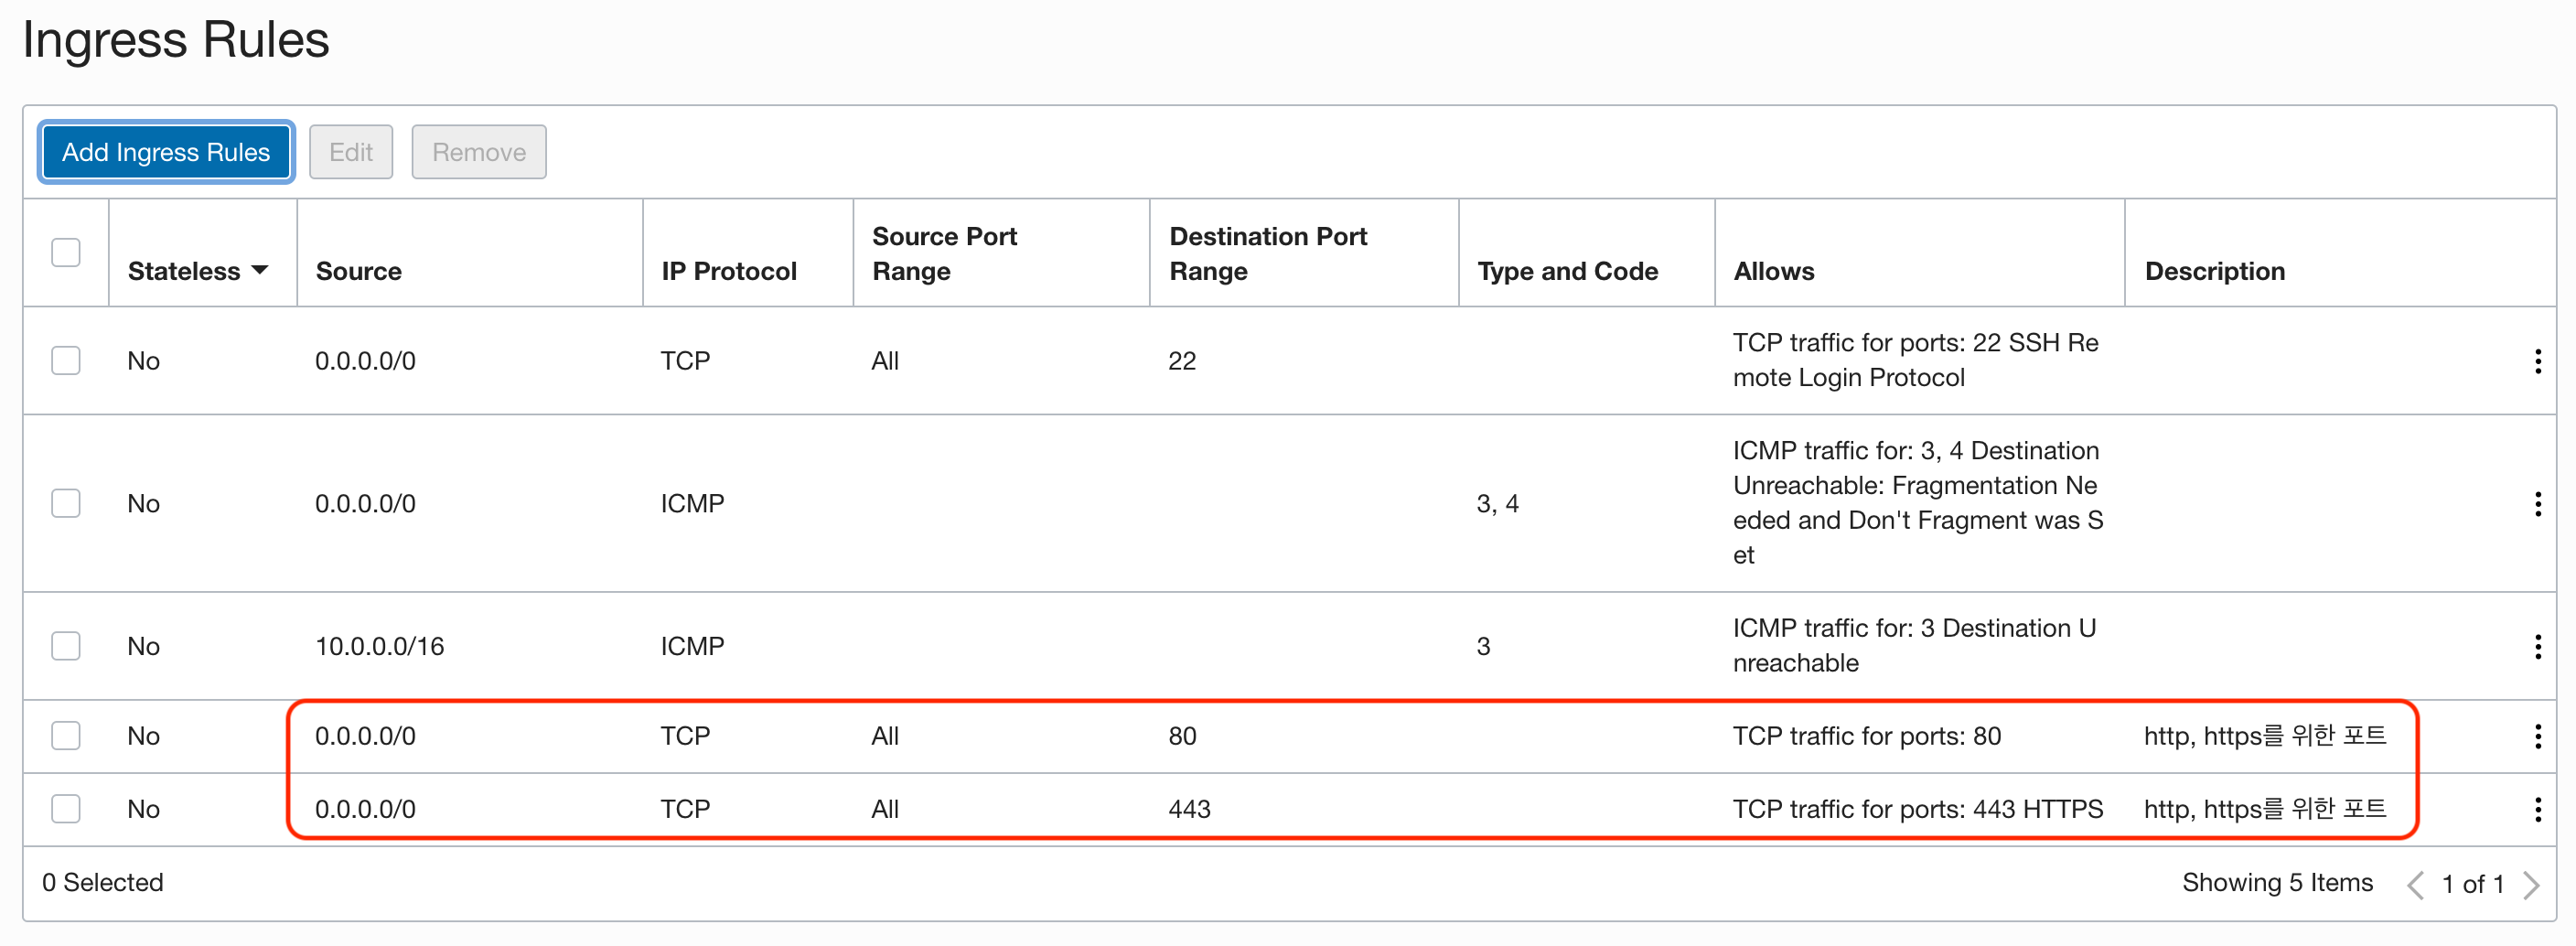 Ingress Rules
Add Ingress Rules Edit Remove
Stateless Source IP Protocol Source Port Range Destination Port Range Type and Code Allows Description
No 0.0.0.0/0 TCP All 22 TCP traffic for ports: 22 SSH Re
mote Login Protocol
No 0.0.0.0/0 ICMP 3, 4 ICMP traffic for: 3, 4 Destination
Unreachable: Fragmentation Ne
eded and Don't Fragment was S
et
No 10.0.0.0/16 ICMP 3 ICMP traffic for: 3 Destination U
nreachable
No 0.0.0.0/0 TCP All 80 TCP traffic for ports: 80 http, https를 위한 포트
No 0.0.0.0/0 TCP All 443 TCP traffic for ports: 443 HTTPS http, https를 위한 포트
0 Selected Showing 5 Items 1 of 1